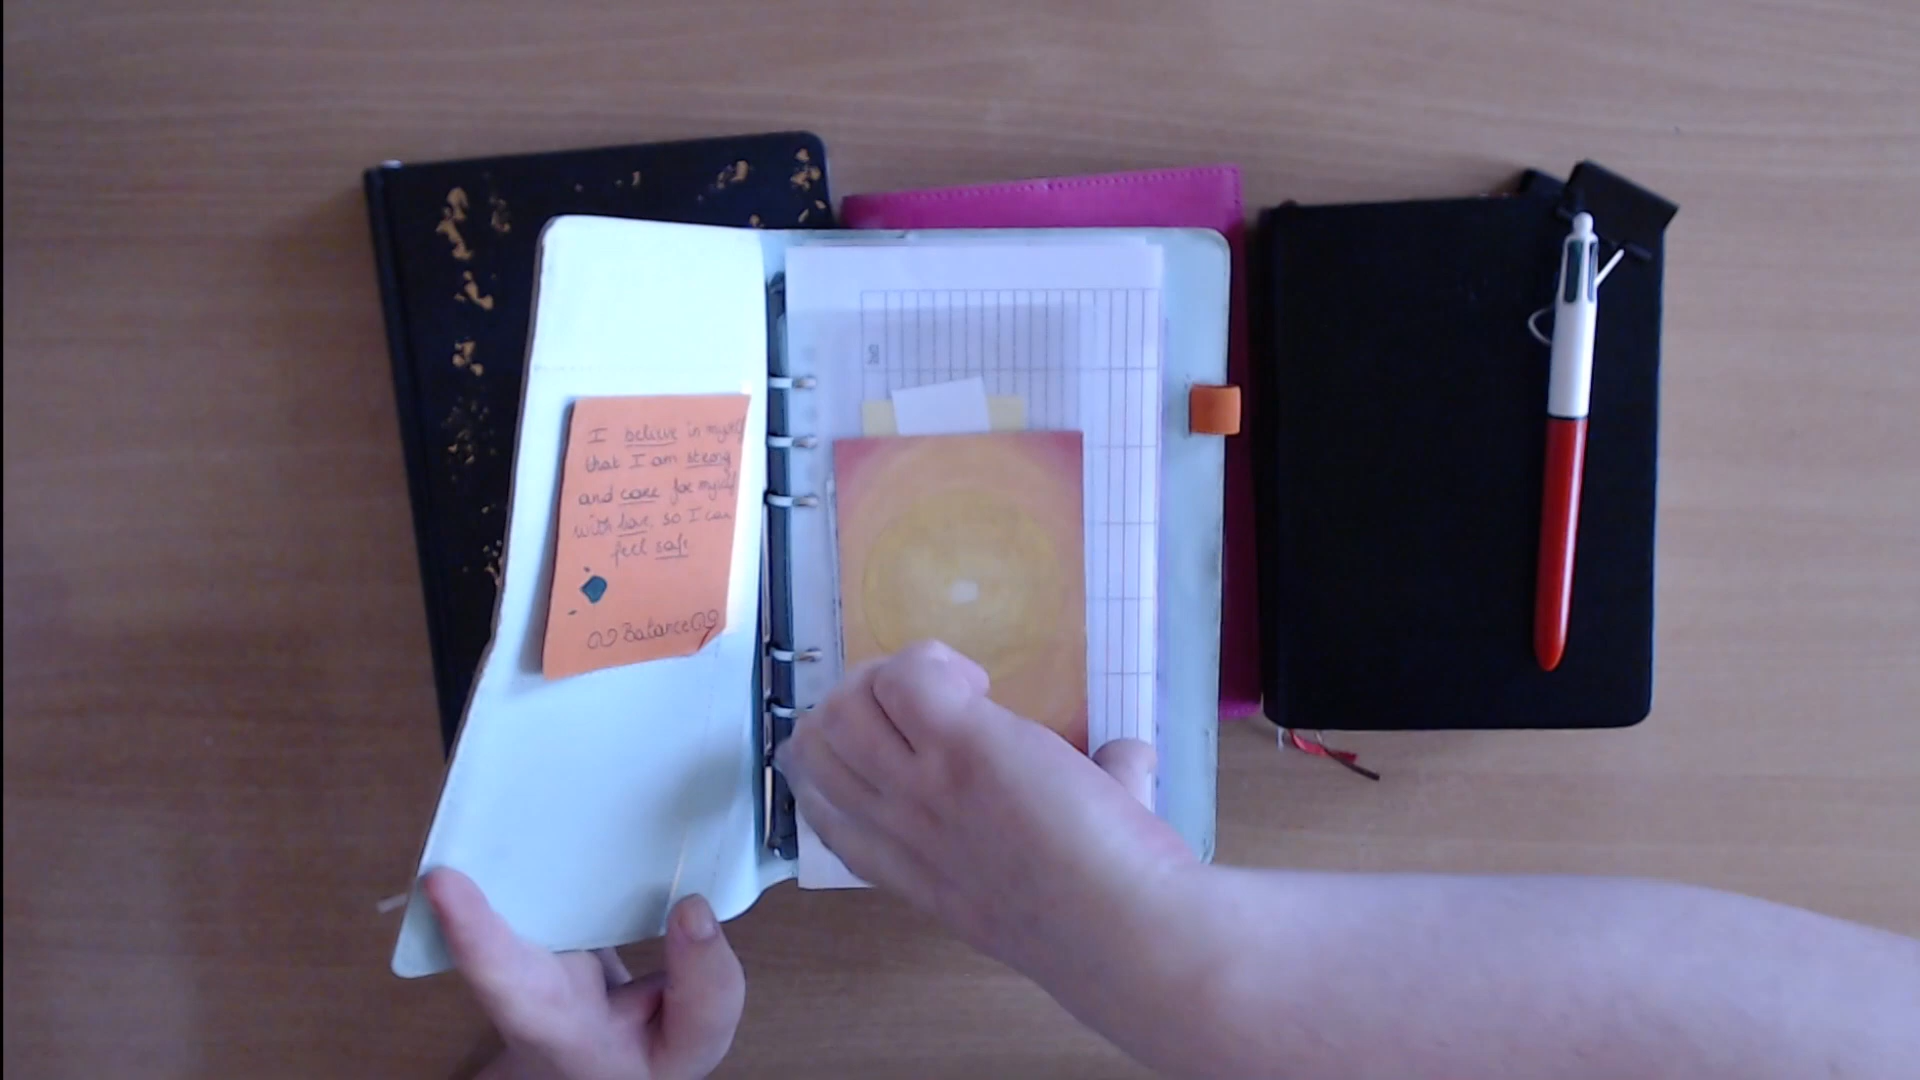 I believe in myself
that I am strong
and care for myself
with love. so I can
feel safe.
Balance